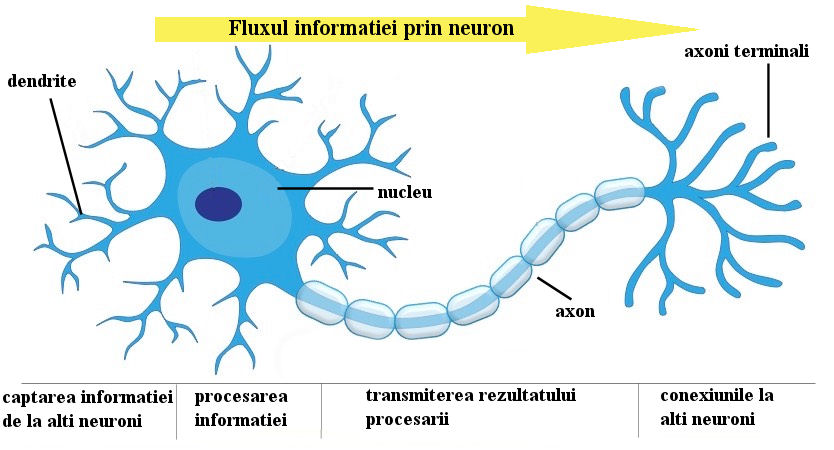 Fluxul informatiei prin neuron
axoni terminali
dendrite
nucleu
axon
captarea informatiei
de la alti neuroni
procesarea
informatiei
transmiterea rezultatului
procesarii
conexiunile la
alti neuroni